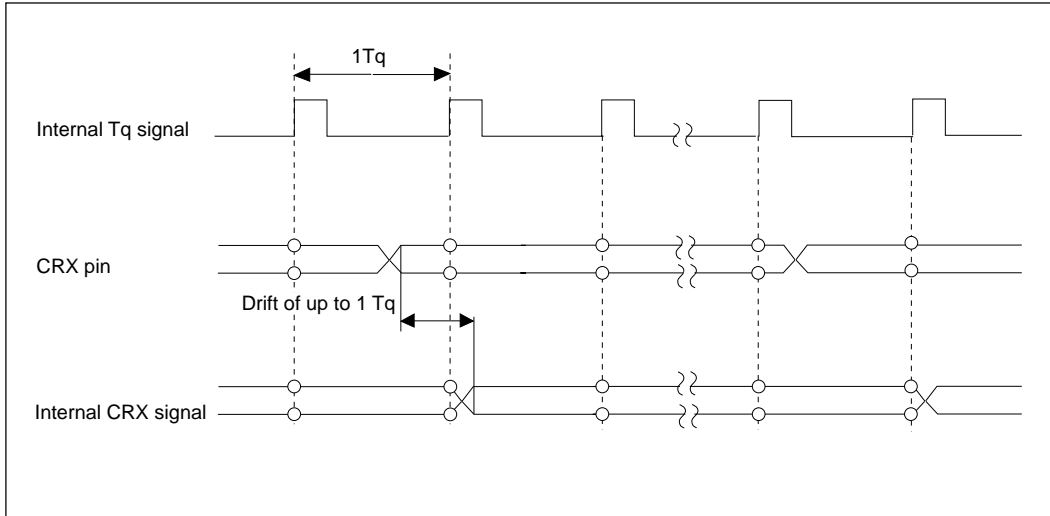 1Tq
Internal Tq signal
CRX pin
Drift of up to 1 Tq
Internal CRX signal